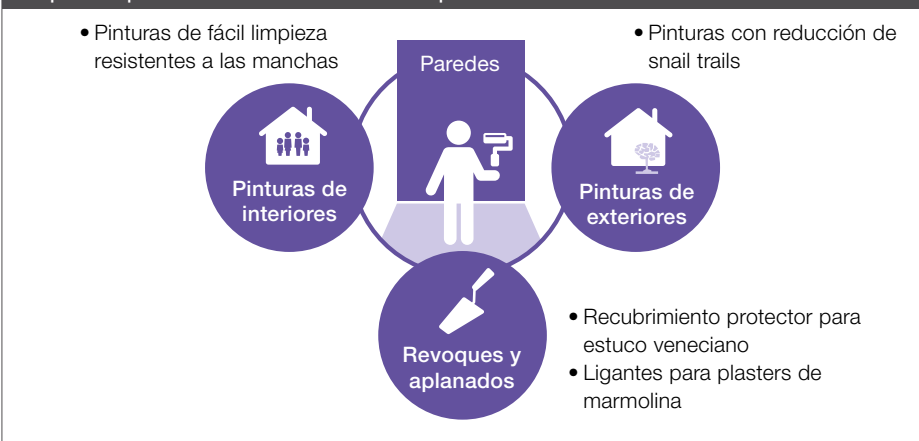 • Pinturas de fácil limpieza
resistentes a las manchas
Paredes
• Pinturas con reducción de
snail trails
Pinturas de
interiores
Pinturas de
exteriores
Revoques y
aplanados
• Recubrimiento protector para
estuco veneciano
• Ligantes para plasters de
marmolina